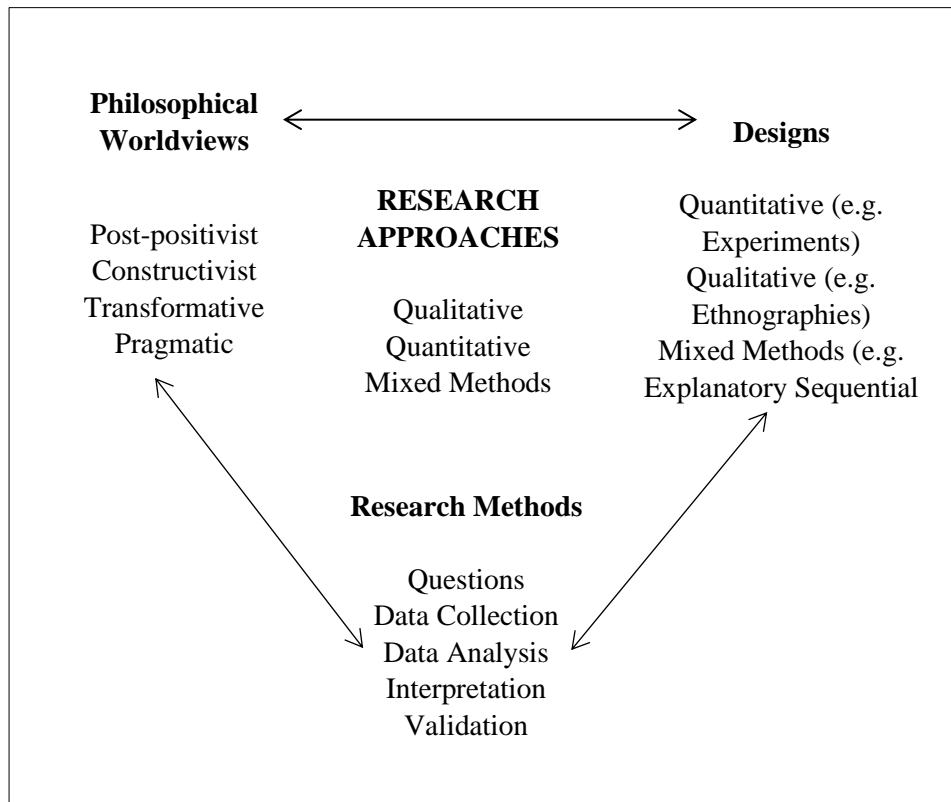 Philosophical
Worldviews
Post-positivist
Constructivist
Transformative
Pragmatic
RESEARCH
APPROACHES
Qualitative
Quantitative
Mixed Methods
Designs
Quantitative (e.g.
Experiments)
Qualitative (e.g.
Ethnographies)
Mixed Methods (e.g.
Explanatory Sequential
Research Methods
Questions
Data Collection
Data Analysis
Interpretation
Validation